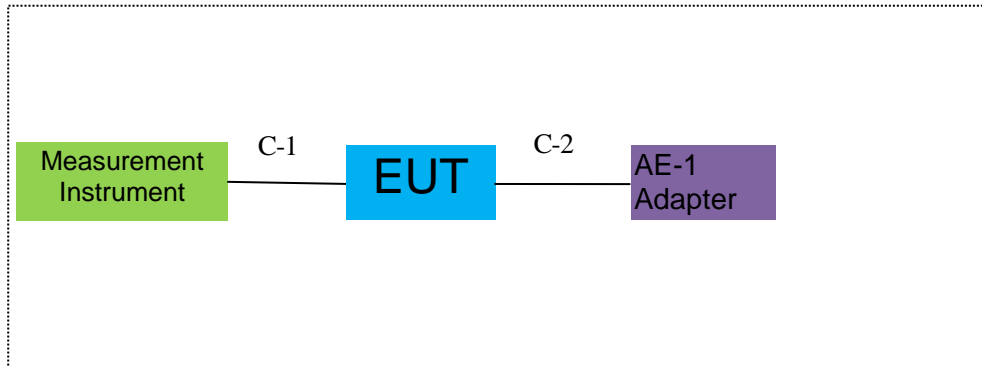 C-1
C-2
Measurement
Instrument
EUT
AE-1
Adapter